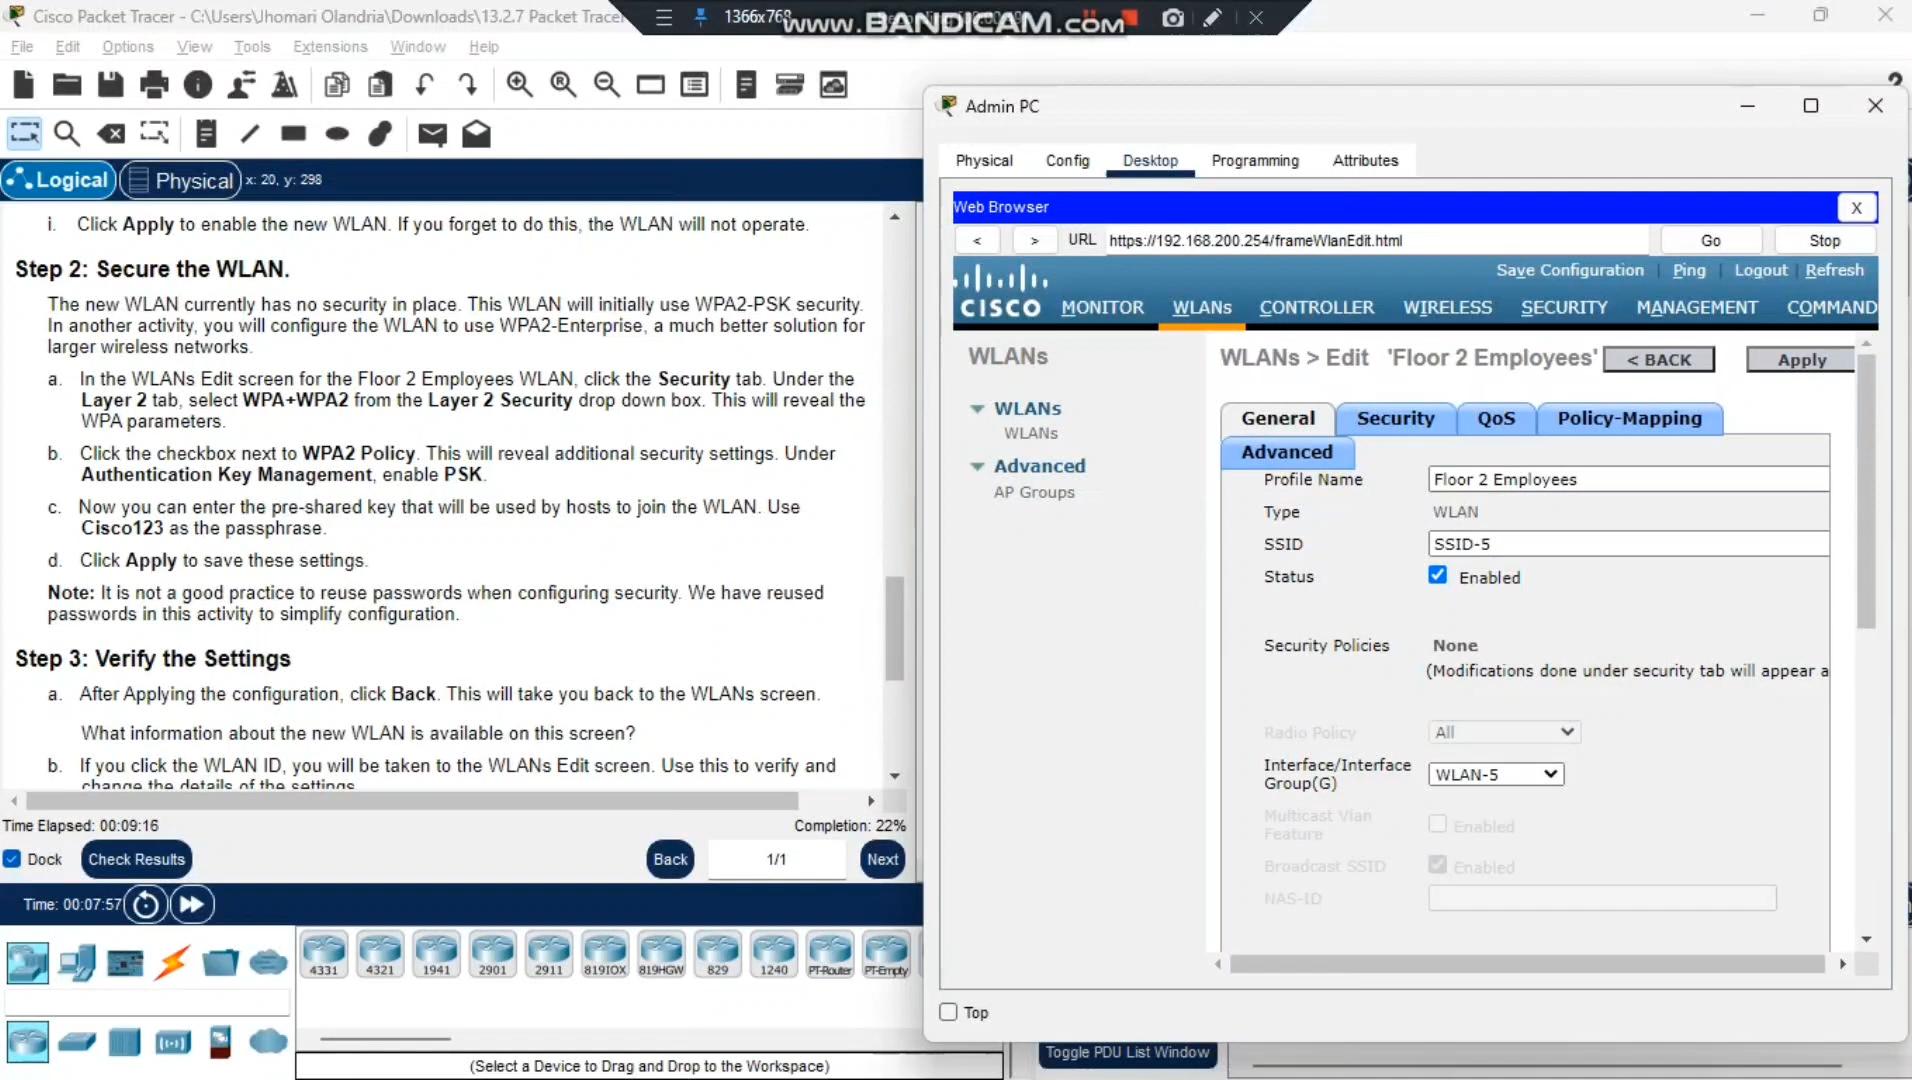 Cisco Packet Tracer - C:\Users\Jhomari Olandria\Downloads\13.2.7 Packet Tracer
1366x768
www.BANDICAM.com
File Edit Options View Tools Extensions Window Help
Logical
Physical
x: 20, y: 298
i. Click Apply to enable the new WLAN. If you forget to do this, the WLAN will not operate.
Step 2: Secure the WLAN.
The new WLAN currently has no security in place. This WLAN will initially use WPA2-PSK security.
In another activity, you will configure the WLAN to use WPA2-Enterprise, a much better solution for
larger wireless networks.
a. In the WLANs Edit screen for the Floor 2 Employees WLAN, click the Security tab. Under the
Layer 2 tab, select WPA+WPA2 from the Layer 2 Security drop down box. This will reveal the
WPA parameters.
b. Click the checkbox next to WPA2 Policy. This will reveal additional security settings. Under
Authentication Key Management, enable PSK.
c. Now you can enter the pre-shared key that will be used by hosts to join the WLAN. Use
Cisco123 as the passphrase.
d. Click Apply to save these settings.
Note: It is not a good practice to reuse passwords when configuring security. We have reused
passwords in this activity to simplify configuration.
Step 3: Verify the Settings
a. After Applying the configuration, click Back. This will take you back to the WLANs screen.
What information about the new WLAN is available on this screen?
b. If you click the WLAN ID, you will be taken to the WLANs Edit screen. Use this to verify and
change the details of the settings.
Time Elapsed: 00:09:16
Completion: 22%
Dock
Check Results
Back
1/1
Next
Time: 00:07:57
4331 4321 1941 2901 2911 819IOX 819HGW 829 1240 PT-Router PT-Empty
(Select a Device to Drag and Drop to the Workspace)
Admin PC
Physical Config Desktop Programming Attributes
Web Browser
X
< > URL https://192.168.200.254/frameWlanEdit.html Go Stop
Save Configuration | Ping | Logout | Refresh
CISCO MONITOR WLANs CONTROLLER WIRELESS SECURITY MANAGEMENT COMMAND
WLANs
WLANs
WLANs
Advanced
AP Groups
WLANs > Edit 'Floor 2 Employees'
< BACK
Apply
General Security QoS Policy-Mapping
Advanced
Profile Name Floor 2 Employees
Type WLAN
SSID SSID-5
Status Enabled
Security Policies None
(Modifications done under security tab will appear a
Radio Policy All
Interface/Interface
Group(G) WLAN-5
Multicast Vlan
Feature Enabled
Broadcast SSID Enabled
NAS-ID
Top
Toggle PDU List Window